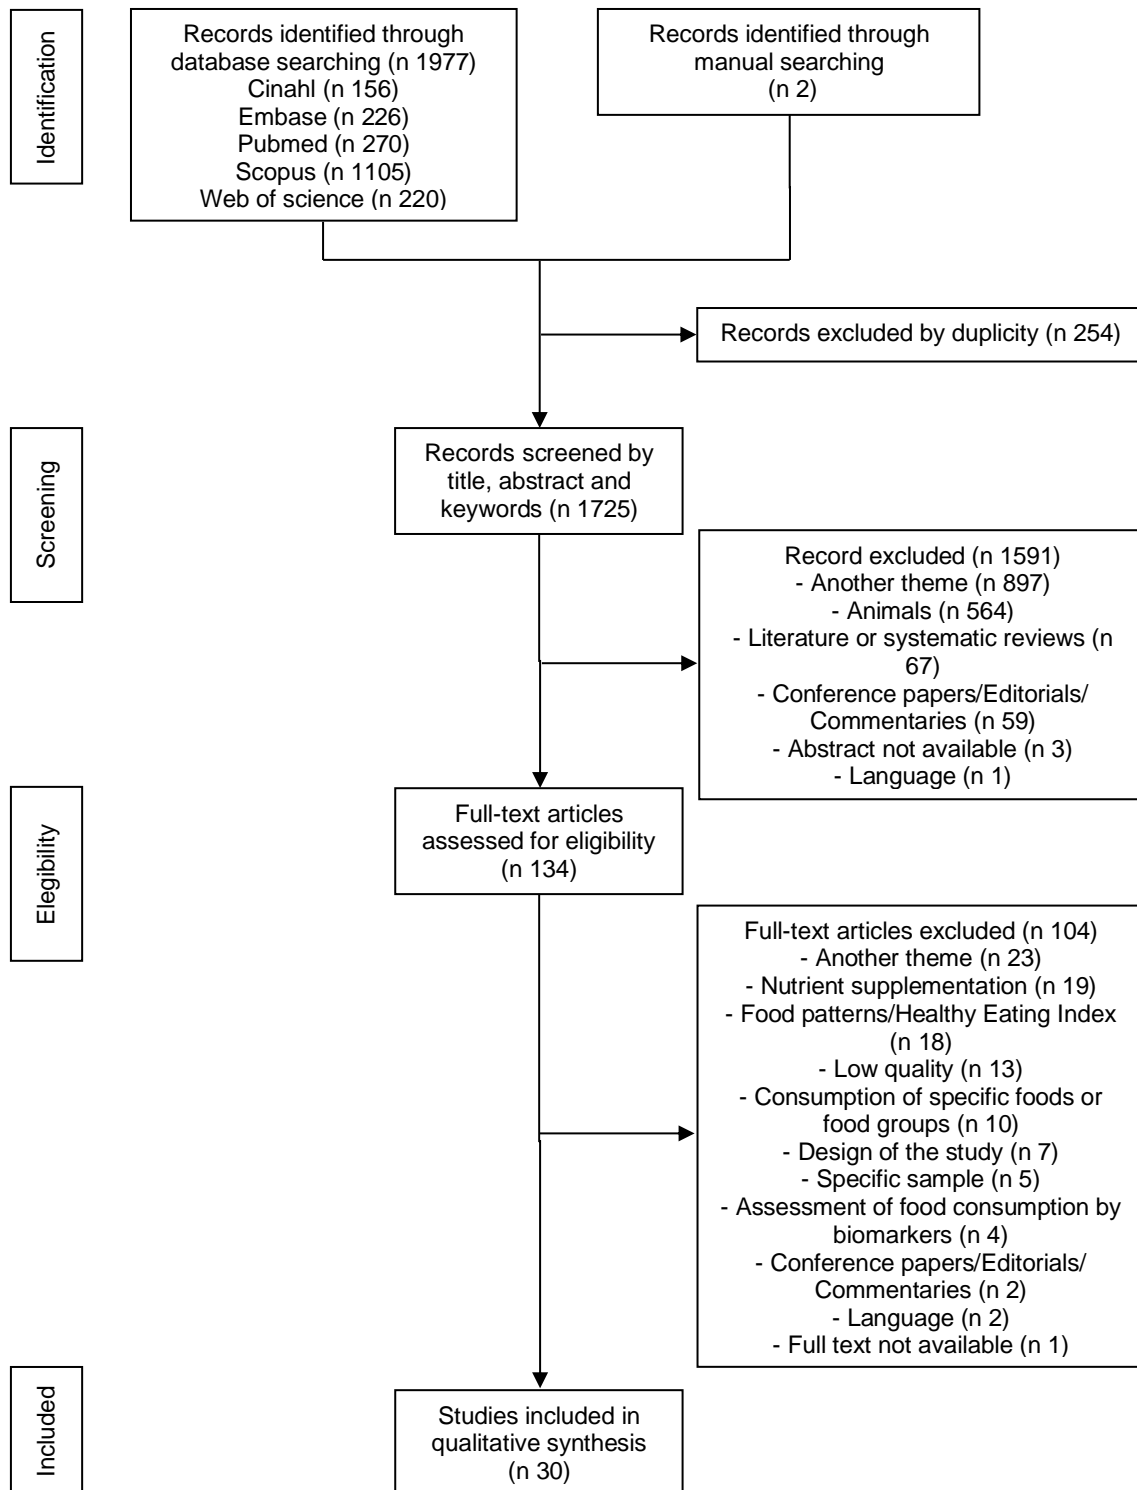 Identification
Records identified through
database searching (n 1977)
Cinahl (n 156)
Embase (n 226)
Pubmed (n 270)
Scopus (n 1105)
Web of science (n 220)
Records identified through
manual searching
(n 2)
Records excluded by duplicity (n 254)
Screening
Records screened by
title, abstract and
keywords (n 1725)
Record excluded (n 1591)
- Another theme (n 897)
- Animals (n 564)
- Literature or systematic reviews (n
67)
- Conference papers/Editorials/
Commentaries (n 59)
- Abstract not available (n 3)
- Language (n 1)
Elegibility
Full-text articles
assessed for eligibility
(n 134)
Full-text articles excluded (n 104)
- Another theme (n 23)
- Nutrient supplementation (n 19)
- Food patterns/Healthy Eating Index
(n 18)
- Low quality (n 13)
- Consumption of specific foods or
food groups (n 10)
- Design of the study (n 7)
- Specific sample (n 5)
- Assessment of food consumption by
biomarkers (n 4)
- Conference papers/Editorials/
Commentaries (n 2)
- Language (n 2)
- Full text not available (n 1)
Included
Studies included in
qualitative synthesis
(n 30)